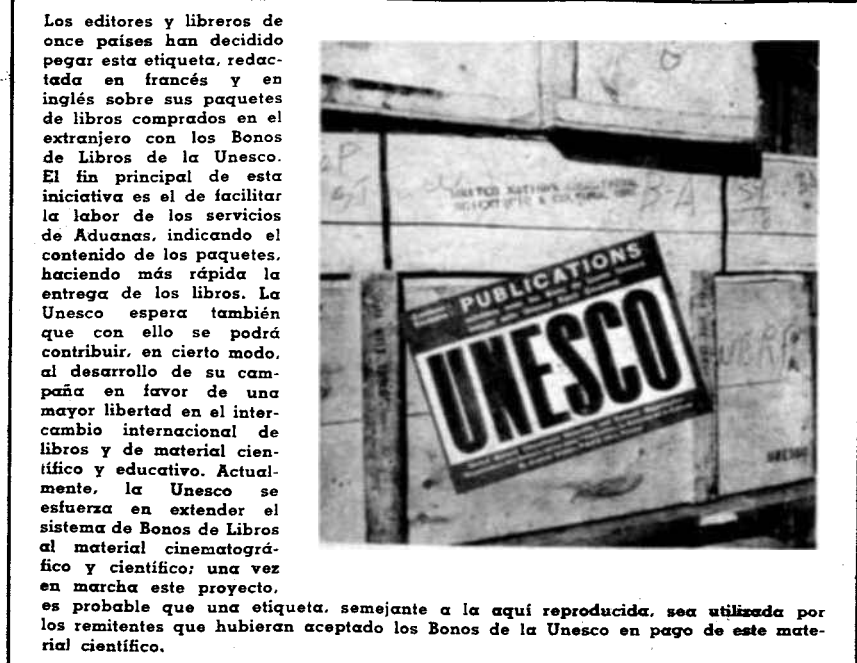 Los editores y libreros de
once países han decidido
pegar esta etiqueta, redac-
tada en francés y en
inglés sobre sus paquetes
de libros comprados en el
extranjero con los Bonos
de Libros de la Unesco.
El fin principal de esta
iniciativa es el de facilitar
la labor de los servicios
de Aduanas, indicando el
contenido de los paquetes,
haciendo más rápida la
entrega de los libros. La
Unesco espera también
que con ello se podrá
contribuir, en cierto modo,
al desarrollo de su cam-
paña en favor de una
mayor libertad en el inter-
cambio internacional de
libros y de material cien-
tífico y educativo. Actual-
mente, la Unesco se
esfuerza en extender el
sistema de Bonos de Libros
al material cinematográ-
fico y científico; una vez
en marcha este proyecto,
es probable que una etiqueta, semejante a la aquí reproducida, sea utilizada por
los remitentes que hubieran aceptado los Bonos de la Unesco en pago de este mate-
rial científico.
UNITED NATIONS
SCIENTIFIC & CULTURAL
B-A
PUBLICATIONS
UNESCO